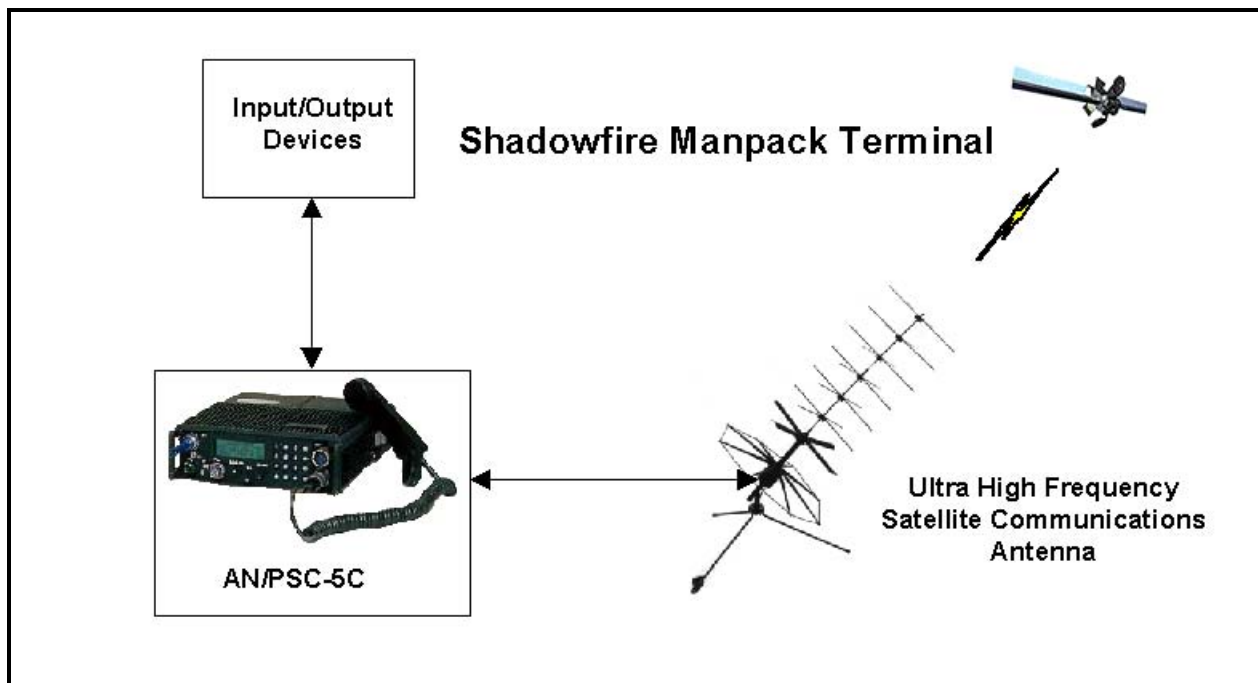 Input/Output
Devices
Shadowfire Manpack Terminal
AN/PSC-5C
Ultra High Frequency
Satellite Communications
Antenna